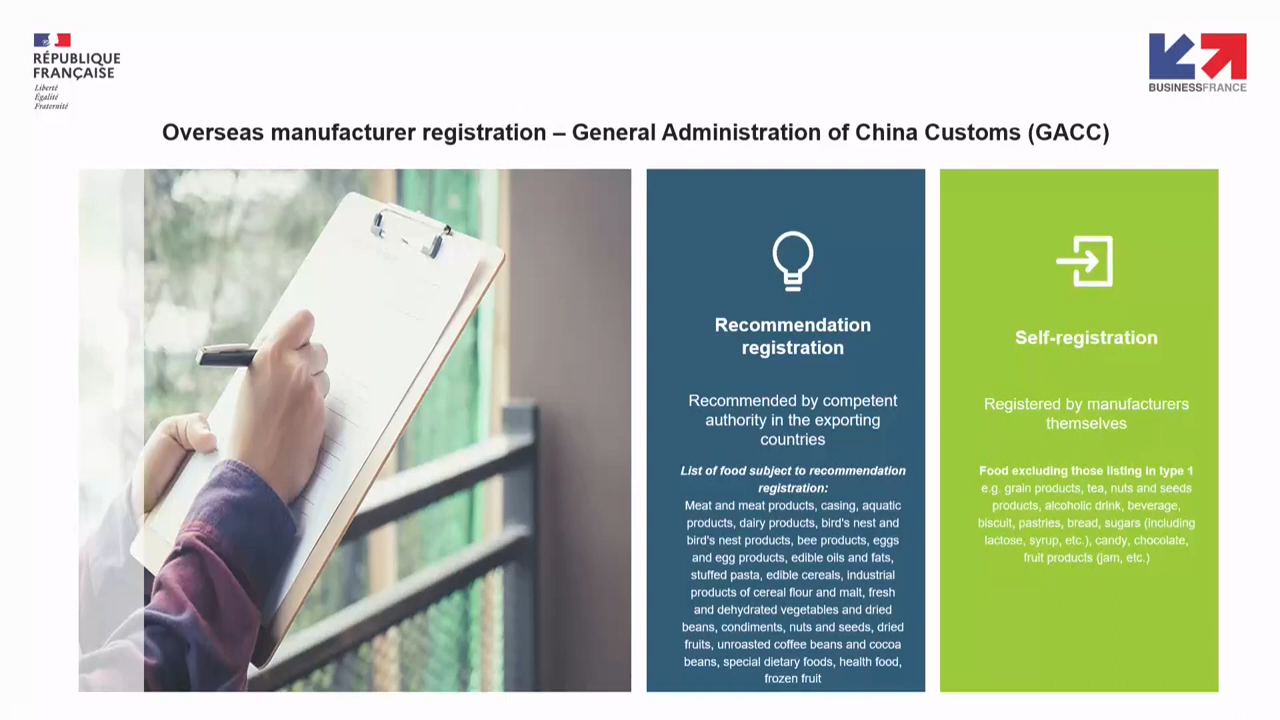 RÉPUBLIQUE
FRANÇAISE
Liberté
Égalité
Fraternité
BUSINESSFRANCE
Overseas manufacturer registration – General Administration of China Customs (GACC)
Recommendation
registration
Recommended by competent
authority in the exporting
countries
List of food subject to recommendation
registration:
Meat and meat products, casing, aquatic
products, dairy products, bird's nest and
bird's nest products, bee products, eggs
and egg products, edible oils and fats,
stuffed pasta, edible cereals, industrial
products of cereal flour and malt, fresh
and dehydrated vegetables and dried
beans, condiments, nuts and seeds, dried
fruits, unroasted coffee beans and cocoa
beans, special dietary foods, health food,
frozen fruit
Self-registration
Registered by manufacturers
themselves
Food excluding those listing in type 1
e.g. grain products, tea, nuts and seeds
products, alcoholic drink, beverage,
biscuit, pastries, bread, sugars (including
lactose, syrup, etc.), candy, chocolate,
fruit products (jam, etc.)